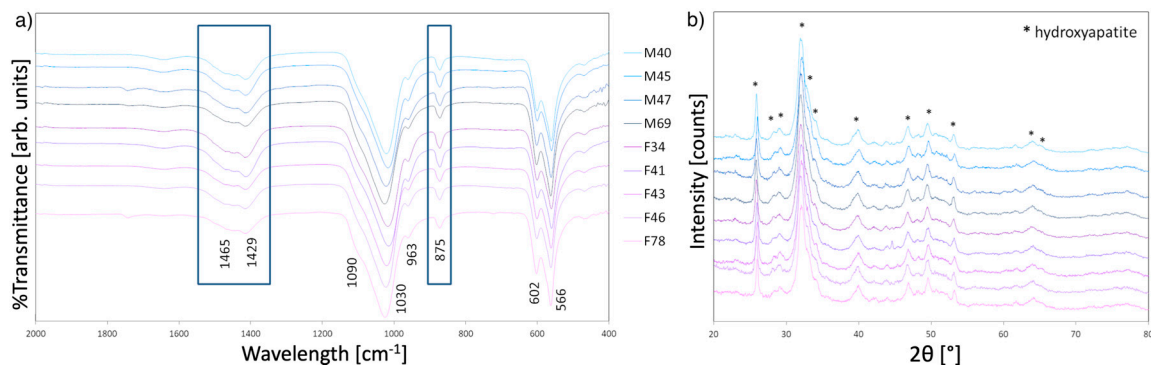 a)
%Transmittance [arb. units]
1465
1429
1090
1030
963
875
602
566
2000
1800
1600
1400
1200
1000
800
600
400
Wavelength [cm⁻¹]
M40
M45
M47
M69
F34
F41
F43
F46
F78
b)
* hydroxyapatite
*
*
*
*
*
*
*
*
*
*
*
*
Intensity [counts]
20
30
40
50
60
70
80
2θ [°]